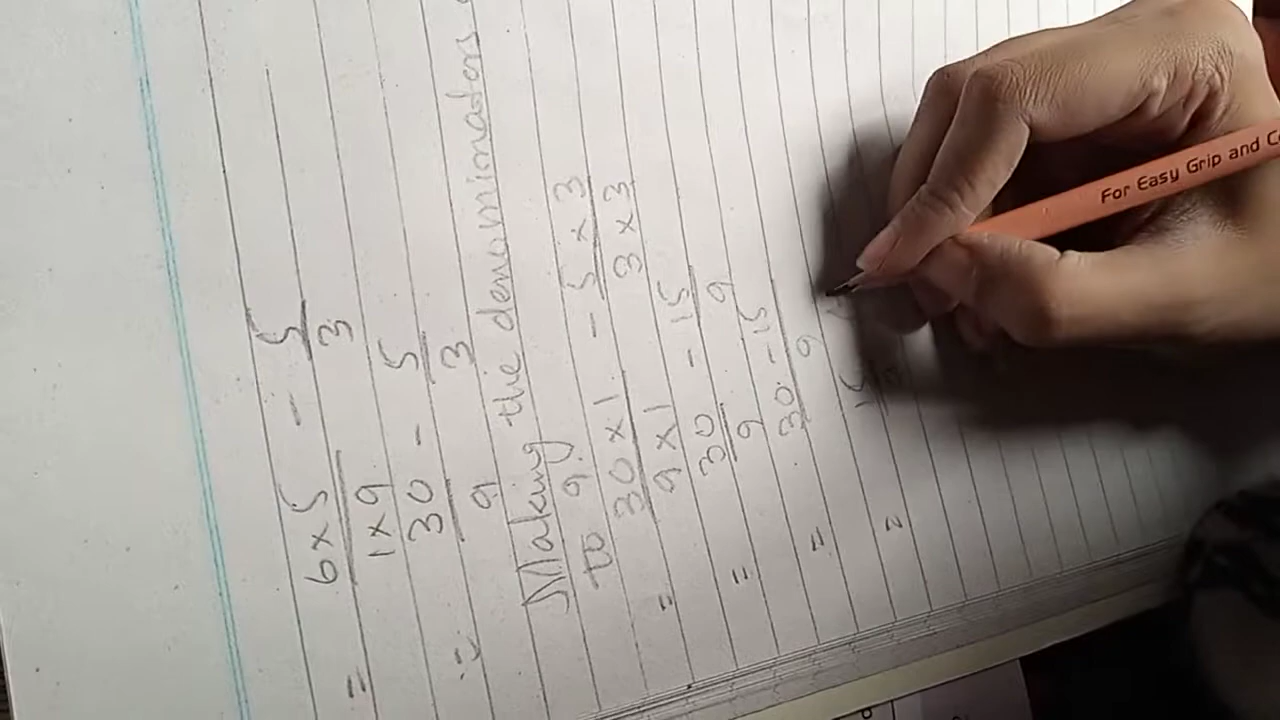 = 6 x 5 / 1 x 9 - 5 / 3
= 30 / 9 - 5 / 3
Making the denominators
to 9.
= 30 x 1 / 9 x 1 - 5 x 3 / 3 x 3
= 30 / 9 - 15 / 9
= 30 - 15 / 9
= 15
For Easy Grip and